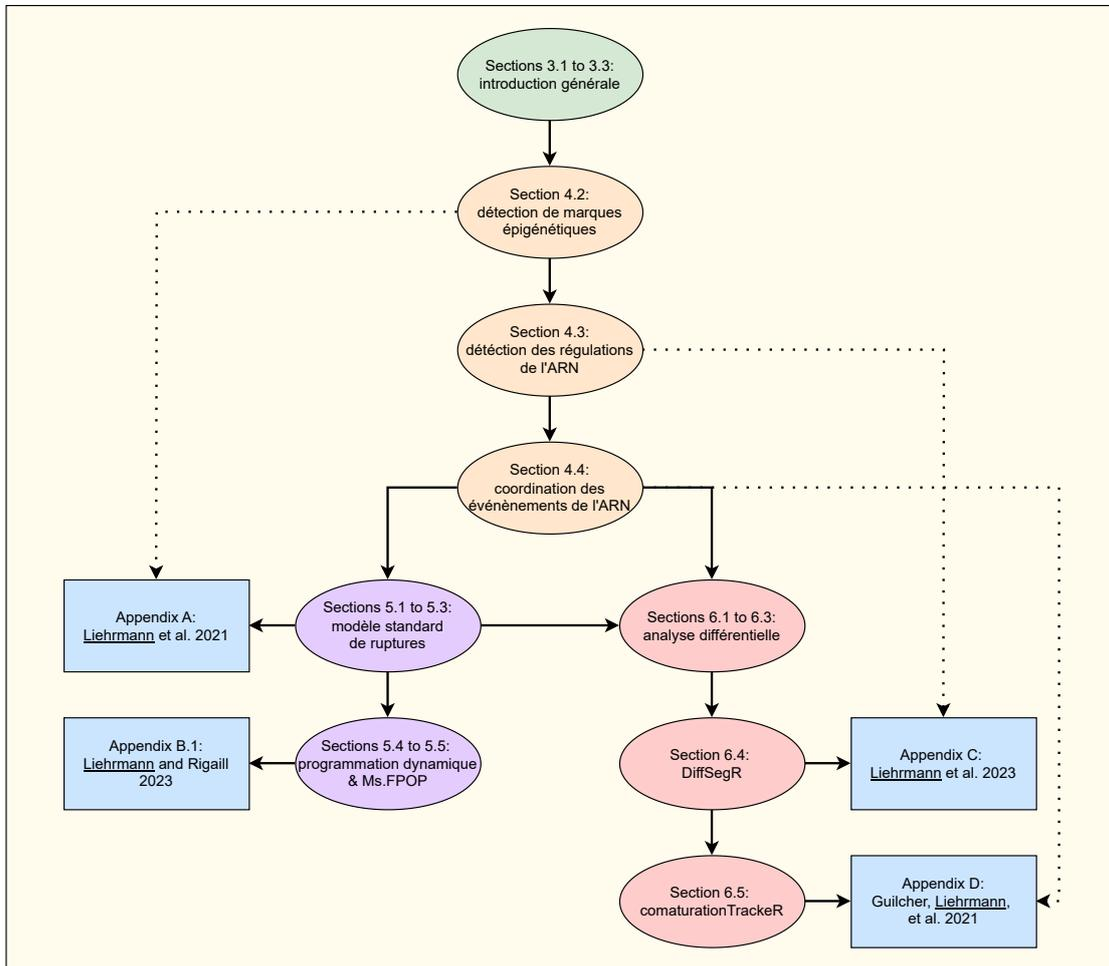 Sections 3.1 to 3.3:
introduction générale
Section 4.2:
détection de marques
épigénétiques
Section 4.3:
détéction des régulations
de l'ARN
Section 4.4:
coordination des
événènements de l'ARN
Appendix A:
Liehrmann et al. 2021
Sections 5.1 to 5.3:
modèle standard
de ruptures
Sections 6.1 to 6.3:
analyse différentielle
Appendix B.1:
Liehrmann and Rigaill
2023
Sections 5.4 to 5.5:
programmation dynamique
& Ms.FPOP
Section 6.4:
DiffSegR
Appendix C:
Liehrmann et al. 2023
Section 6.5:
comaturationTrackeR
Appendix D:
Guilcher, Liehrmann,
et al. 2021